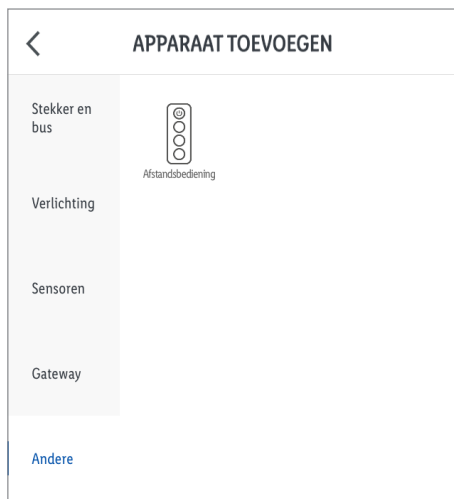 APPARAAT TOEVOEGEN
Stekker en
bus
Afstandsbediening
Verlichting
Sensoren
Gateway
Andere